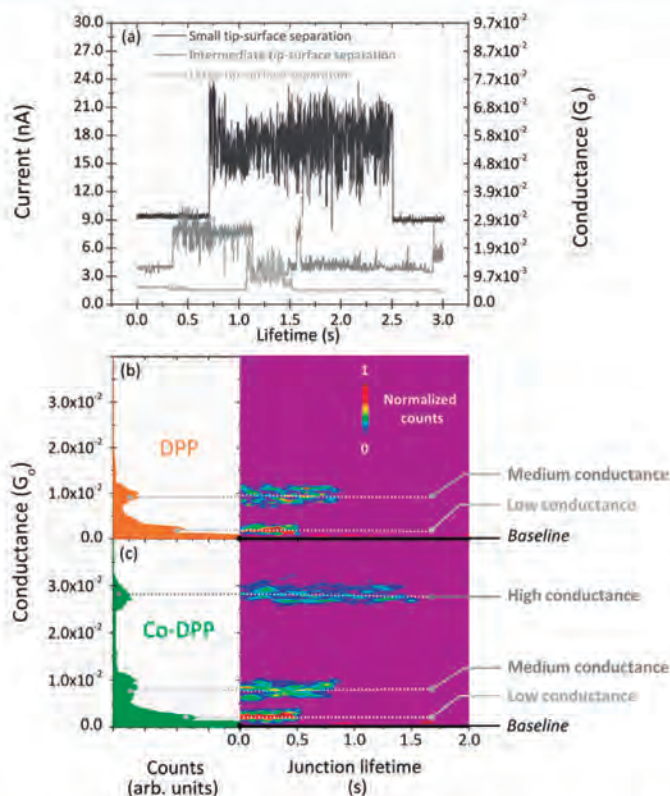 (a)
Small tip-surface separation
Intermediate tip-surface separation
tip-surface separation
Current (nA)
30.0
27.0
24.0
21.0
18.0
15.0
12.0
9.0
6.0
3.0
0.0
Conductance (Gₒ)
9.7x10⁻²
8.7x10⁻²
7.7x10⁻²
6.8x10⁻²
5.8x10⁻²
4.8x10⁻²
3.9x10⁻²
2.9x10⁻²
1.9x10⁻²
9.7x10⁻³
0.0
0.0 0.5 1.0 1.5 2.0 2.5 3.0
Lifetime (s)
(b)
DPP
1
Normalized
counts
0
3.0x10⁻²
2.0x10⁻²
1.0x10⁻²
0.0
Medium conductance
Low conductance
Baseline
Conductance (Gₒ)
(c)
Co-DPP
3.0x10⁻²
2.0x10⁻²
1.0x10⁻²
0.0
High conductance
Medium conductance
Low conductance
Baseline
0.0 0.5 1.0 1.5 2.0
Counts
(arb. units)
Junction lifetime
(s)